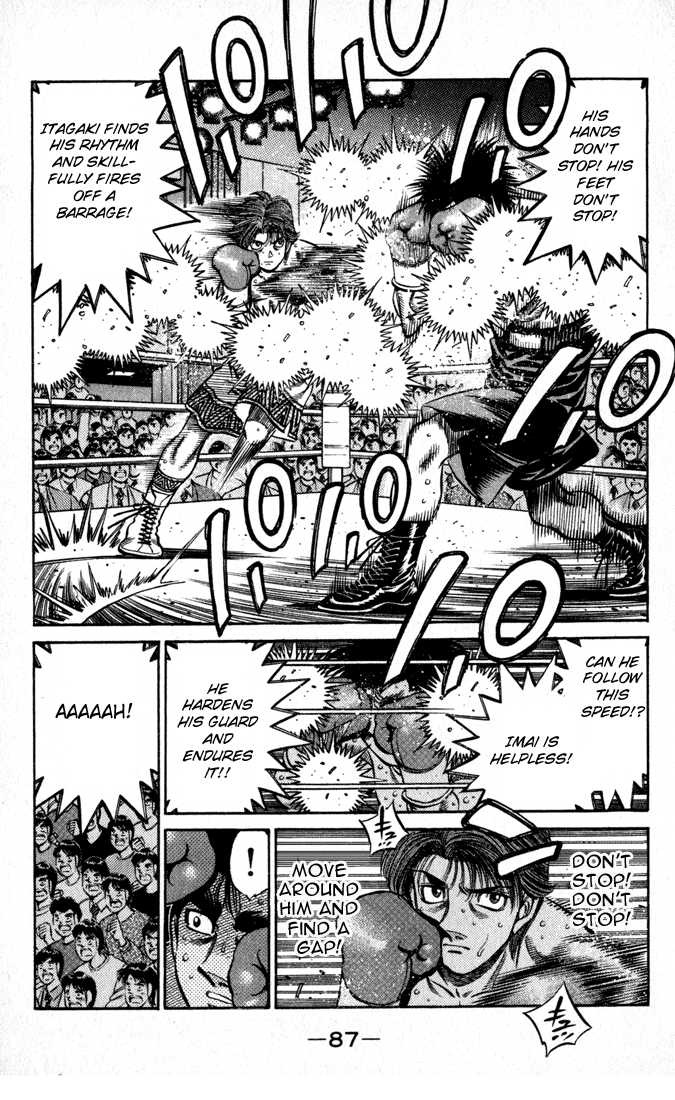 HIS
HANDS
DON'T
STOP! HIS
FEET
DON'T
STOP!
ITAGAKI FINDS
HIS RHYTHM
AND SKILL-
FULLY FIRES
OFF A
BARRAGE!
CAN HE
FOLLOW
THIS
SPEED!?
IMAI IS
HELPLESS!
HE
HARDENS
HIS GUARD
AND
ENDURES
IT!!
AAAAAH!
DON'T
STOP!
DON'T
STOP!
MOVE
AROUND
HIM AND
FIND A
GAP!
!
—87—